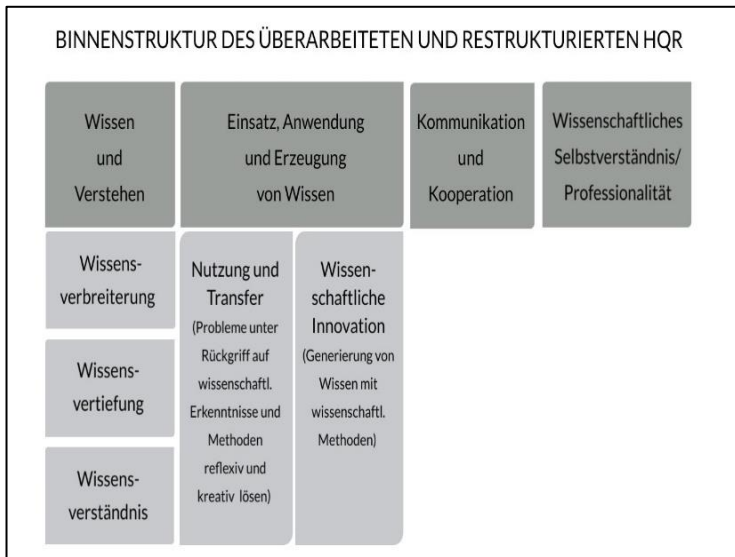 BINNENSTRUKTUR DES ÜBERARBEITETEN UND RESTRUKTURIERTEN HQR
Wissen
und
Verstehen
Einsatz, Anwendung
und Erzeugung
von Wissen
Kommunikation
und
Kooperation
Wissenschaftliches
Selbstverständnis/
Professionalität
Wissens-
verbreiterung
Wissens-
vertiefung
Wissens-
verständnis
Nutzung und
Transfer
(Probleme unter
Rückgriff auf
wissenschaftl.
Erkenntnisse und
Methoden
reflexiv und
kreativ lösen)
Wissen-
schaftliche
Innovation
(Generierung von
Wissen mit
wissenschaftl.
Methoden)